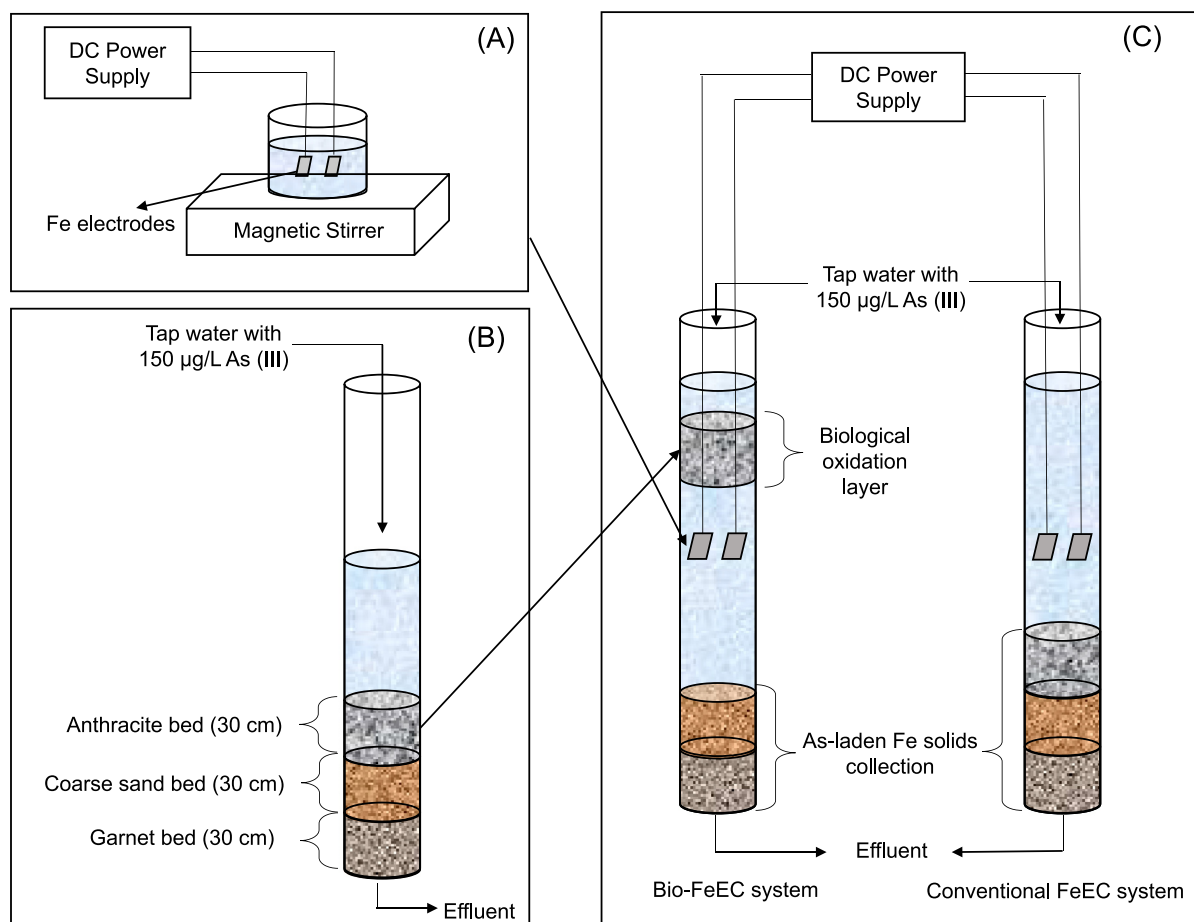 (A)
DC Power
Supply
Fe electrodes
Magnetic Stirrer
(B)
Tap water with
150 µg/L As (III)
Anthracite bed (30 cm)
Coarse sand bed (30 cm)
Garnet bed (30 cm)
Effluent
(C)
DC Power
Supply
Tap water with
150 µg/L As (III)
Biological
oxidation
layer
As-laden Fe solids
collection
Effluent
Bio-FeEC system
Conventional FeEC system